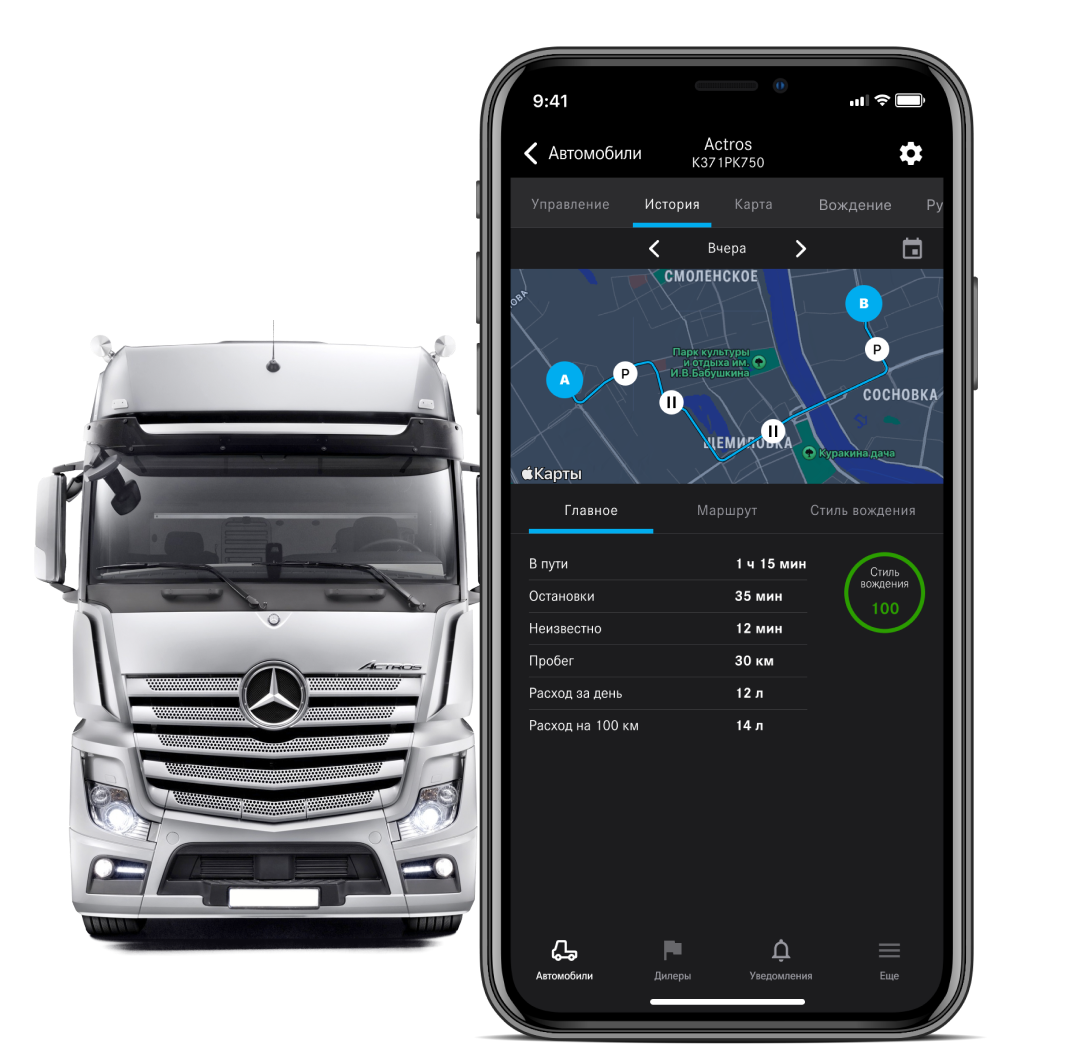 9:41
Автомобили
Actros
K371PK750
Управление История Карта Вождение Ру
Вчера
СМОЛЕНСКОЕ
ОВА
B
P
Парк культуры
и отдыха им.
И.В.Бабушкина
A
P
СОСНОВКА
ЩЕМИЛОВКА
Куракина дача
Карты
Главное Маршрут Стиль вождения
В пути 1 ч 15 мин
Остановки 35 мин
Неизвестно 12 мин
Пробег 30 км
Расход за день 12 л
Расход на 100 км 14 л
Стиль
вождения
100
ACTROS
Автомобили Дилеры Уведомления Еще